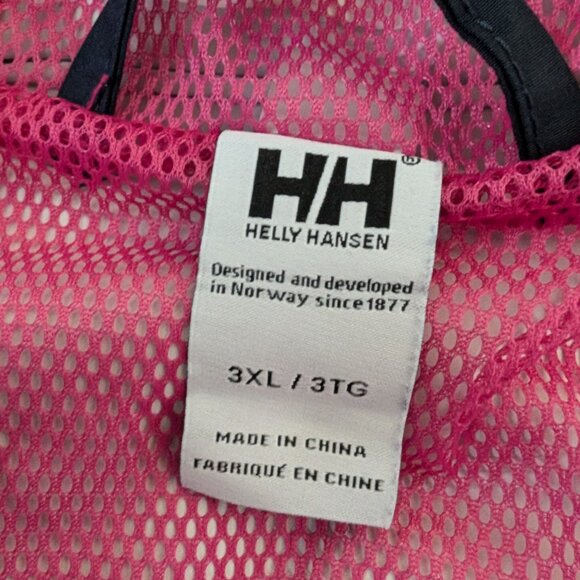 HH®
HELLY HANSEN
Designed and developed
in Norway since 1877
3XL / 3TG
MADE IN CHINA
FABRIQUÉ EN CHINE